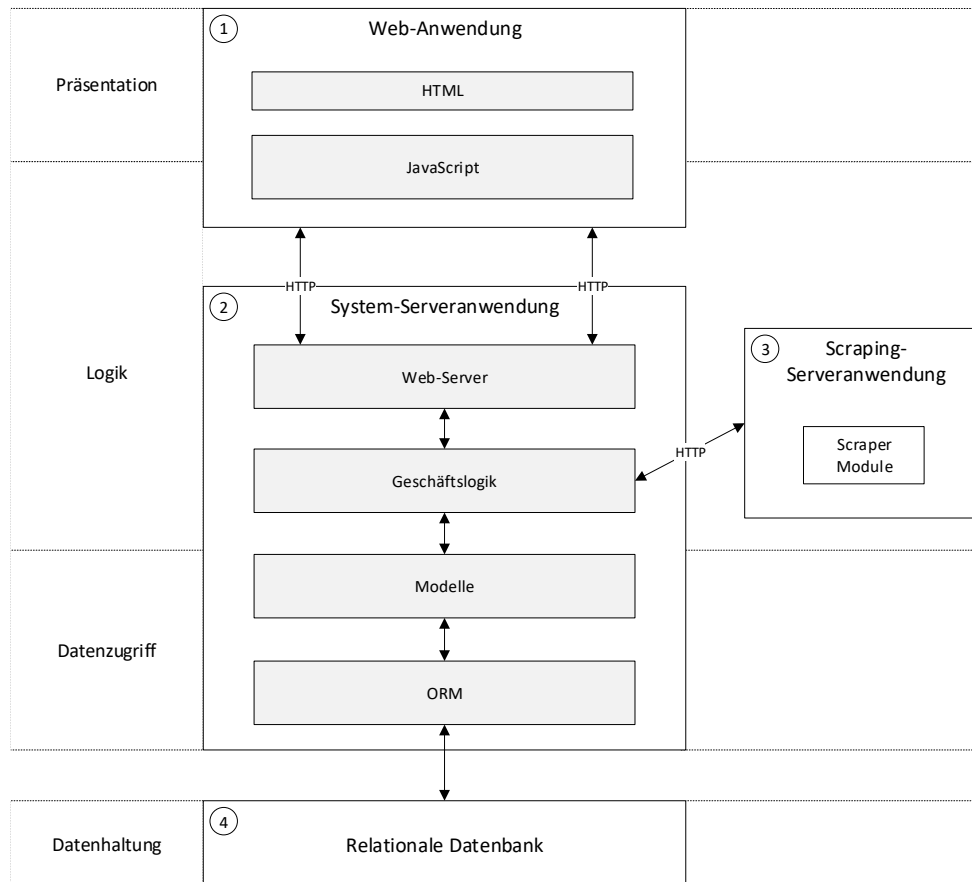 1
Web-Anwendung
Präsentation
HTML
JavaScript
HTTP
HTTP
2
System-Serveranwendung
3
Scraping-
Serveranwendung
Logik
Web-Server
Scraper
Module
HTTP
Geschäftslogik
Modelle
Datenzugriff
ORM
4
Datenhaltung
Relationale Datenbank